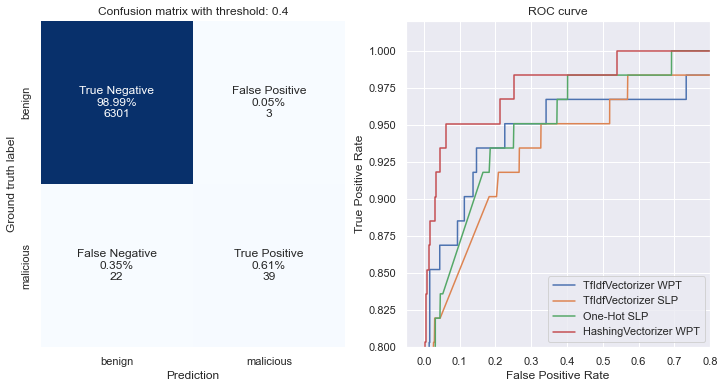 Confusion matrix with threshold: 0.4
Ground truth label
benign
malicious
True Negative
98.99%
6301
False Positive
0.05%
3
False Negative
0.35%
22
True Positive
0.61%
39
benign
malicious
Prediction
ROC curve
True Positive Rate
1.000
0.975
0.950
0.925
0.900
0.875
0.850
0.825
0.800
TfIdfVectorizer WPT
TfIdfVectorizer SLP
One-Hot SLP
HashingVectorizer WPT
0.0 0.1 0.2 0.3 0.4 0.5 0.6 0.7 0.8
False Positive Rate